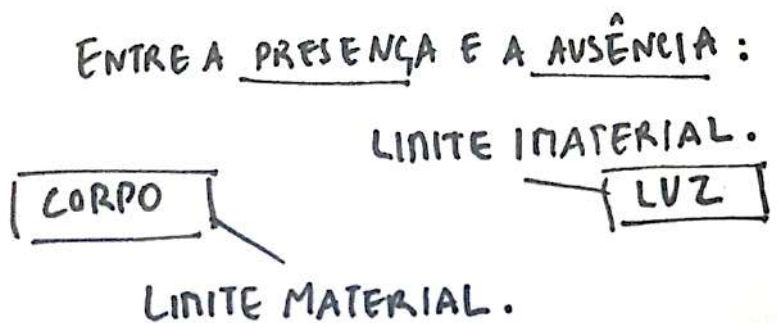 ENTRE A PRESENÇA E A AUSÊNCIA:
LIMITE IMATERIAL.
CORPO
LUZ
LIMITE MATERIAL.